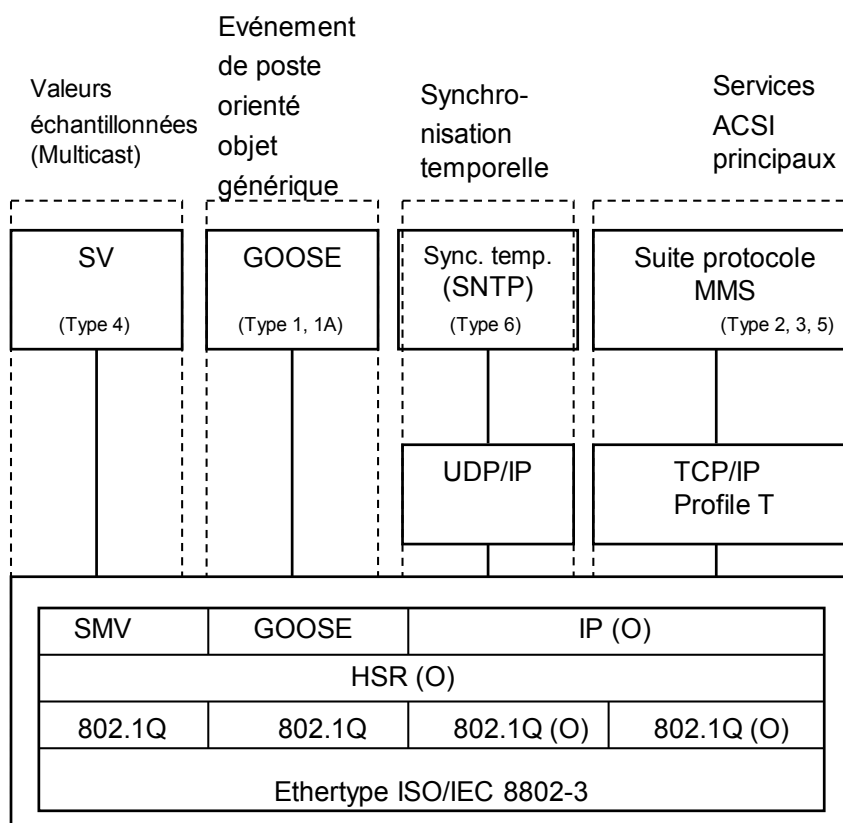 Valeurs
échantillonnées
(Multicast)
Evénement
de poste
orienté
objet
générique
Synchro-
nisation
temporelle
Services
ACSI
principaux
SV
(Type 4)
GOOSE
(Type 1, 1A)
Sync. temp.
(SNTP)
(Type 6)
Suite protocole
MMS
(Type 2, 3, 5)
UDP/IP
TCP/IP
Profile T
SMV
GOOSE
IP (O)
HSR (O)
802.1Q
802.1Q
802.1Q (O)
802.1Q (O)
Ethertype ISO/IEC 8802-3